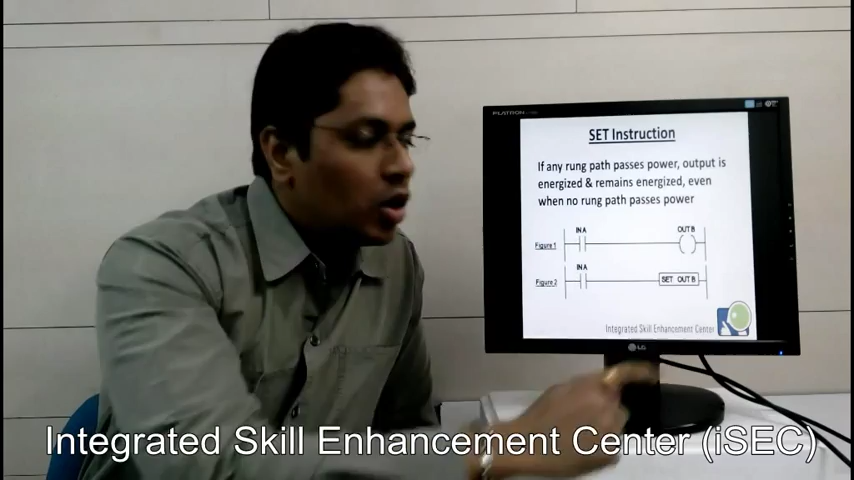 FLATRON
SET Instruction
If any rung path passes power, output is
energized & remains energized, even
when no rung path passes power
IN A OUT B
Figure 1
IN A
Figure 2 SET OUT B
Integrated Skill Enhancement Center
LG
Integrated Skill Enhancement Center (iSEC)